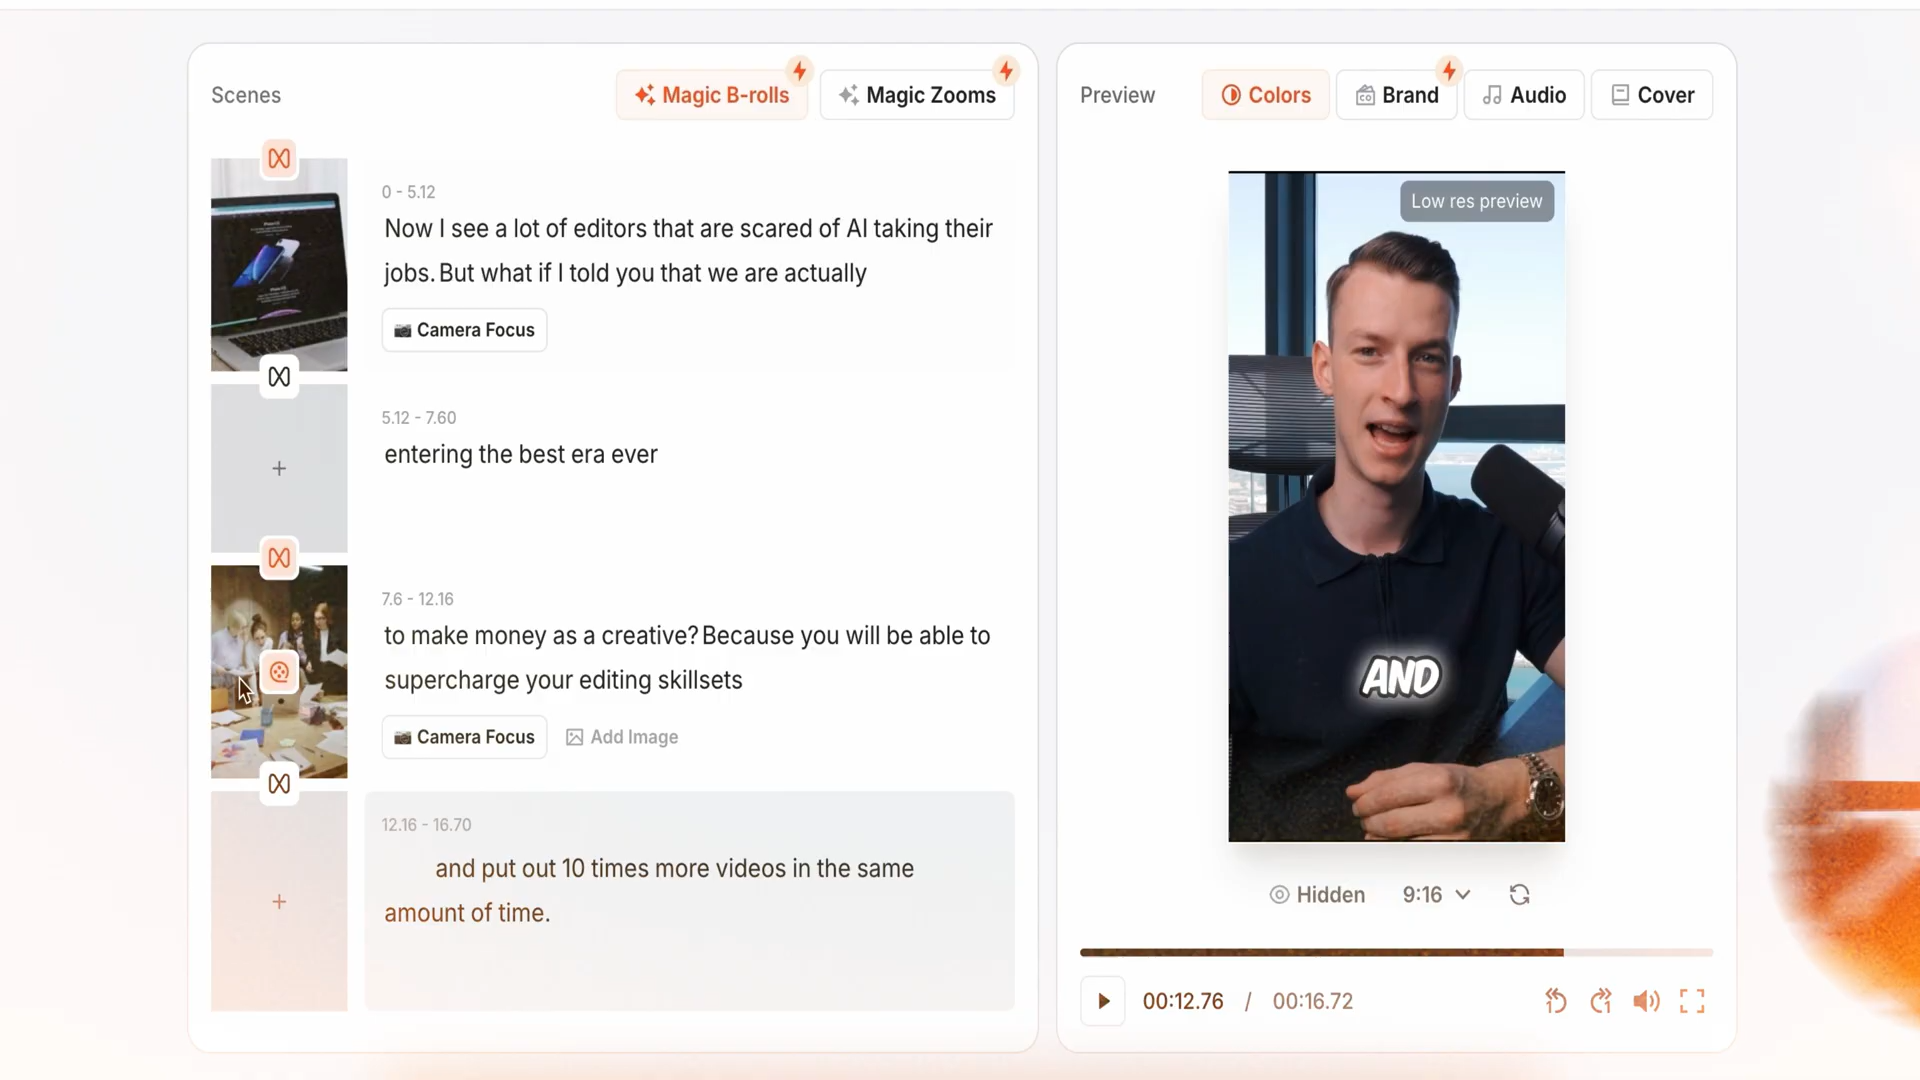 Scenes
Magic B-rolls
Magic Zooms
0 - 5.12
Now I see a lot of editors that are scared of AI taking their
jobs. But what if I told you that we are actually
Camera Focus
5.12 - 7.60
entering the best era ever
7.6 - 12.16
to make money as a creative? Because you will be able to
supercharge your editing skillsets
Camera Focus
Add Image
12.16 - 16.70
and put out 10 times more videos in the same
amount of time.
Preview
Colors
Brand
Audio
Cover
Low res preview
AND
Hidden
9:16
00:12.76 / 00:16.72